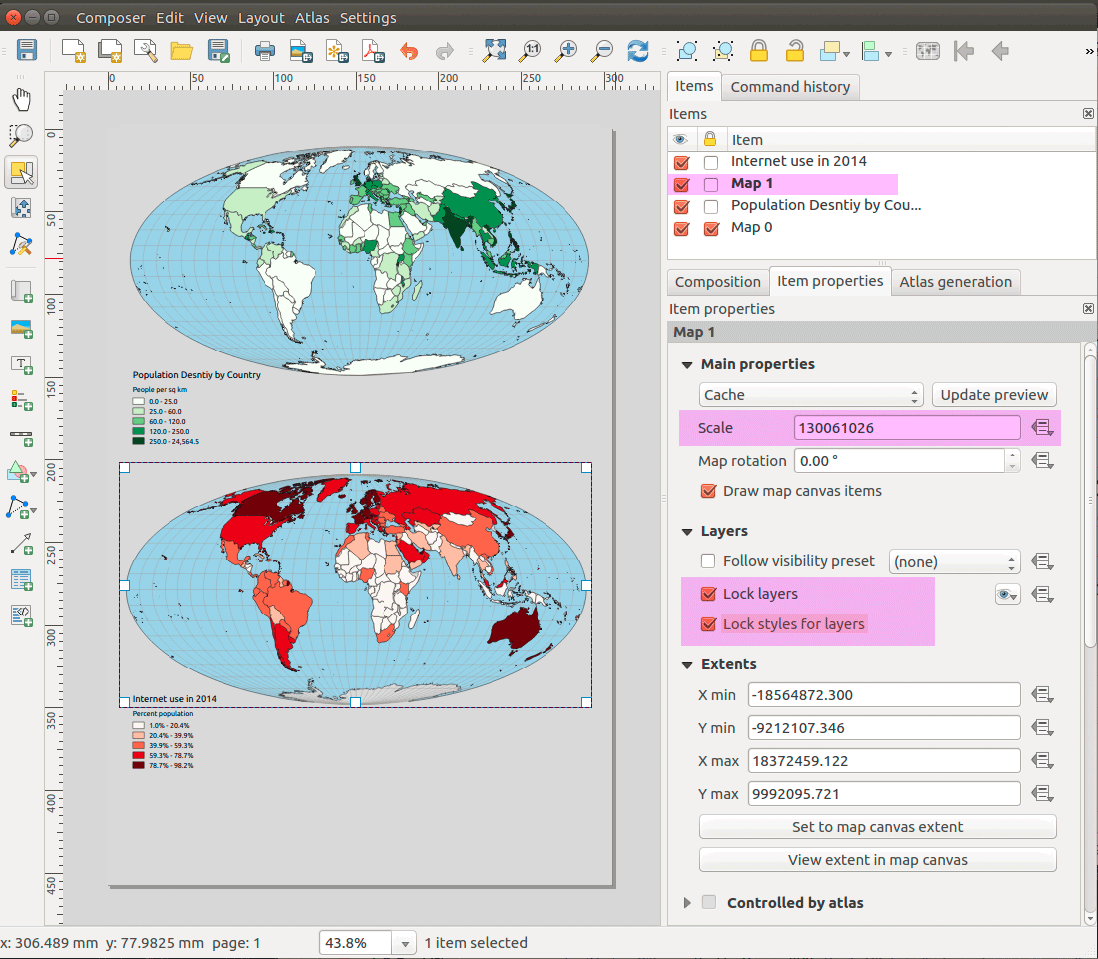 Composer Edit View Layout Atlas Settings
1:1
»
0 50 100 150 200 250 300
0 50 100 150 200 250 300 350 400 450
Items Command history
Items
Item
Internet use in 2014
Map 1
Population Desntiy by Cou...
Map 0
Composition Item properties Atlas generation
Item properties
Map 1
Main properties
Cache Update preview
Scale 130061026
Map rotation 0.00 °
Draw map canvas items
Layers
Follow visibility preset (none)
Lock layers
Lock styles for layers
Extents
X min -18564872.300
Y min -9212107.346
X max 18372459.122
Y max 9992095.721
Set to map canvas extent
View extent in map canvas
Controlled by atlas
Population Desntiy by Country
People per sq km
0.0 - 25.0
25.0 - 60.0
60.0 - 120.0
120.0 - 250.0
250.0 - 24,564.5
Internet use in 2014
Percent population
1.0% - 20.4%
20.4% - 39.9%
39.9% - 59.3%
59.3% - 78.7%
78.7% - 98.2%
x: 306.489 mm y: 77.9825 mm page: 1 43.8% 1 item selected